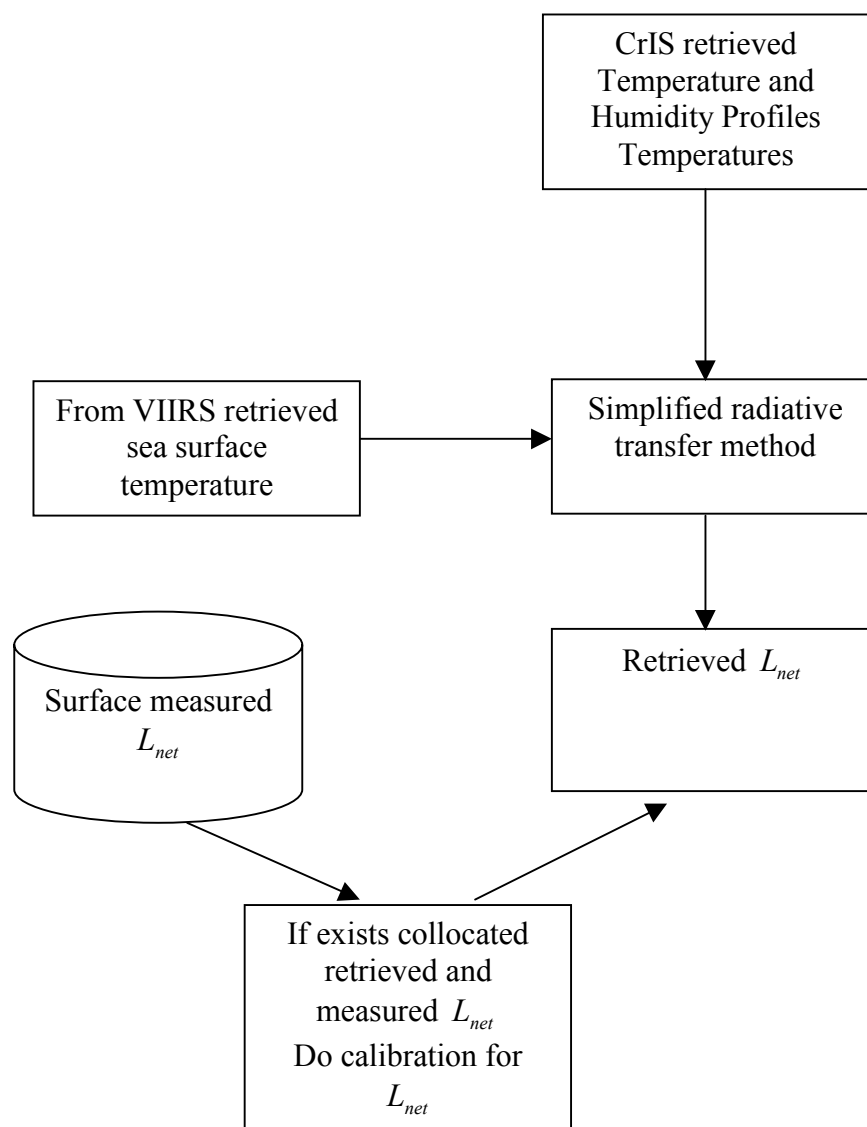 CrIS retrieved
Temperature and
Humidity Profiles
Temperatures
From VIIRS retrieved
sea surface
temperature
Simplified radiative
transfer method
Surface measured
L_net
Retrieved L_net
If exists collocated
retrieved and
measured L_net
Do calibration for
L_net